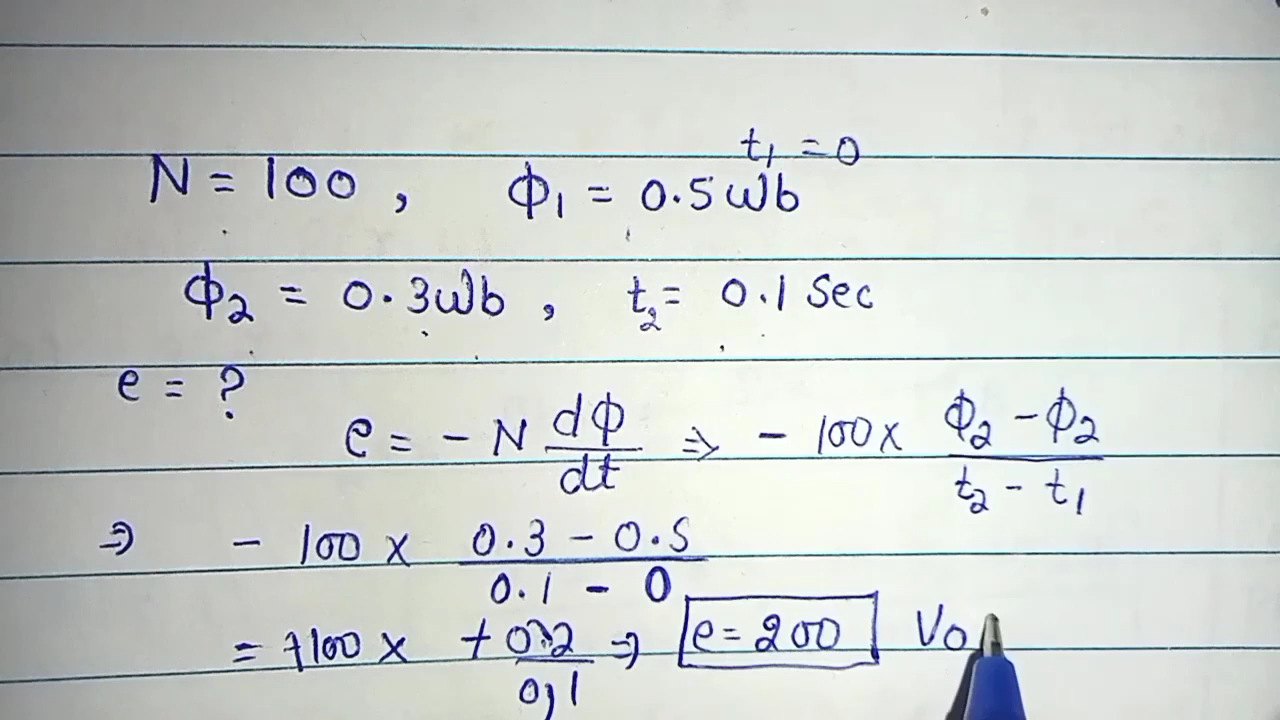 t₁ = 0
N = 100 , ϕ₁ = 0.5 wb
ϕ₂ = 0.3 wb , t₂ = 0.1 Sec
e = ?
e = - N dϕ/dt ⇒ - 100 x ϕ₂ - ϕ₂ / t₂ - t₁
⇒ - 100 x 0.3 - 0.5 / 0.1 - 0
= +100 x + 0.2 / 0.1 ⇒ e = 200 Vo